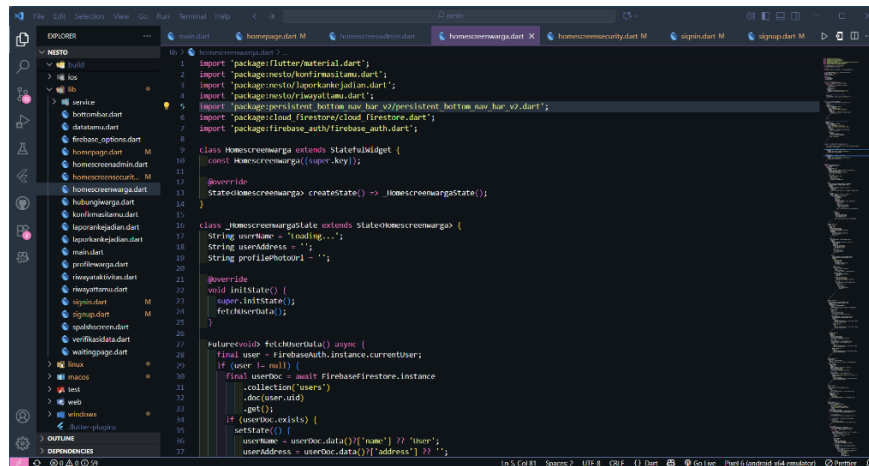 File Edit Selection View Go Run Terminal Help
nesto
EXPLORER
main.dart
homepage.dart M
homescreenadmin.dart
homescreenwarga.dart
homescreensecurity.dart M
signin.dart M
signup.dart M
NESTO
build
ios
lib
service
bottombar.dart
datatamu.dart
firebase_options.dart
homepage.dart M
homescreenadmin.dart
homescreensecurit... M
homescreenwarga.dart
hubungiwarga.dart
konfirmasitamu.dart
laporankejadian.dart
laporkankejadian.dart
main.dart
profilewarga.dart
riwayataktivitas.dart
riwayattamu.dart
signin.dart M
signup.dart M
spalshscreen.dart
verifikasidata.dart
waitingpage.dart
linux
macos
test
web
windows
.flutter-plugins
OUTLINE
DEPENDENCIES
lib > homescreenwarga.dart > ...
1 import 'package:flutter/material.dart';
2 import 'package:nesto/konfirmasitamu.dart';
3 import 'package:nesto/laporkankejadian.dart';
4 import 'package:nesto/riwayattamu.dart';
5 import 'package:persistent_bottom_nav_bar_v2/persistent_bottom_nav_bar_v2.dart';
6 import 'package:cloud_firestore/cloud_firestore.dart';
7 import 'package:firebase_auth/firebase_auth.dart';
8
9 class Homescreenwarga extends StatefulWidget {
10 const Homescreenwarga({super.key});
11
12 @override
13 State<Homescreenwarga> createState() => _HomescreenwargaState();
14 }
15
16 class _HomescreenwargaState extends State<Homescreenwarga> {
17 String userName = 'Loading...';
18 String userAddress = '';
19 String profilePhotoUrl = '';
20
21 @override
22 void initState() {
23 super.initState();
24 fetchUserData();
25 }
26
27 Future<void> fetchUserData() async {
28 final user = FirebaseAuth.instance.currentUser;
29 if (user != null) {
30 final userDoc = await FirebaseFirestore.instance
31 .collection('users')
32 .doc(user.uid)
33 .get();
34 if (userDoc.exists) {
35 setState(() {
36 userName = userDoc.data()?['name'] ?? 'User';
37 userAddress = userDoc.data()?['address'] ?? '';
0 0 59
Ln 5, Col 81 Spaces: 2 UTF-8 CRLF {} Dart Go Live Pixel 6 (android-x64 emulator) Prettier